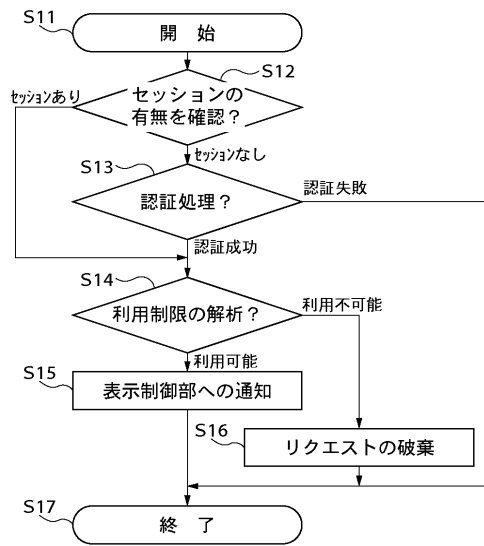 S11
開　始
S12
セッションあり
セッションの
有無を確認？
セッションなし
S13
認証処理？
認証失敗
認証成功
S14
利用制限の解析？
利用不可能
利用可能
S15
表示制御部への通知
S16
リクエストの破棄
S17
終　了